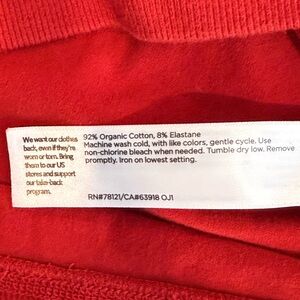 We want our clothes
back, even if they're
worn or torn. Bring
them to our US
stores and support
our take-back
program.
92% Organic Cotton, 8% Elastane
Machine wash cold, with like colors, gentle cycle. Use
non-chlorine bleach when needed. Tumble dry low. Remove
promptly. Iron on lowest setting.
RN#78121/CA#63918 OJ1